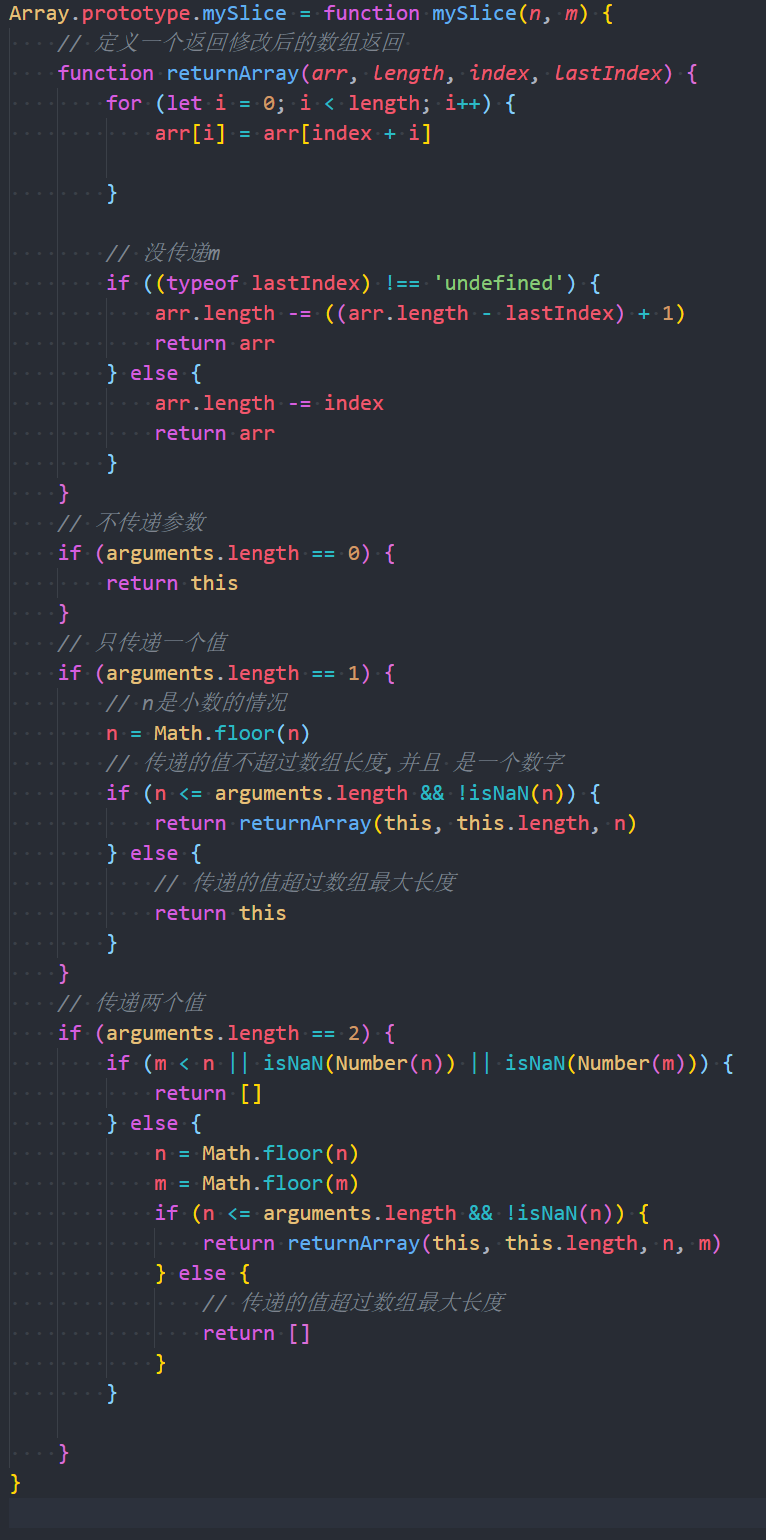 Array.prototype.mySlice = function mySlice(n, m) {
// 定义一个返回修改后的数组返回
function returnArray(arr, length, index, lastIndex) {
for (let i = 0; i < length; i++) {
arr[i] = arr[index + i]
}
// 没传递m
if ((typeof lastIndex) !== 'undefined') {
arr.length -= ((arr.length - lastIndex) + 1)
return arr
} else {
arr.length -= index
return arr
}
}
// 不传递参数
if (arguments.length == 0) {
return this
}
// 只传递一个值
if (arguments.length == 1) {
// n是小数的情况
n = Math.floor(n)
// 传递的值不超过数组长度,并且 是一个数字
if (n <= arguments.length && !isNaN(n)) {
return returnArray(this, this.length, n)
} else {
// 传递的值超过数组最大长度
return this
}
}
// 传递两个值
if (arguments.length == 2) {
if (m < n || isNaN(Number(n)) || isNaN(Number(m))) {
return []
} else {
n = Math.floor(n)
m = Math.floor(m)
if (n <= arguments.length && !isNaN(n)) {
return returnArray(this, this.length, n, m)
} else {
// 传递的值超过数组最大长度
return []
}
}
}
}